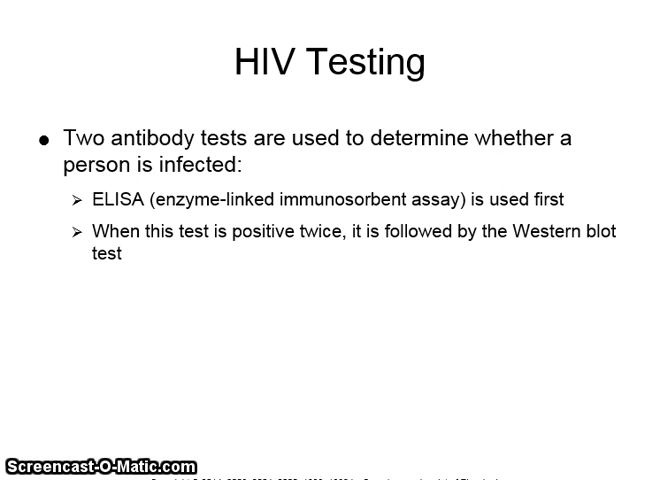 HIV Testing
● Two antibody tests are used to determine whether a
person is infected:
➢ ELISA (enzyme-linked immunosorbent assay) is used first
➢ When this test is positive twice, it is followed by the Western blot
test
Screencast-O-Matic.com